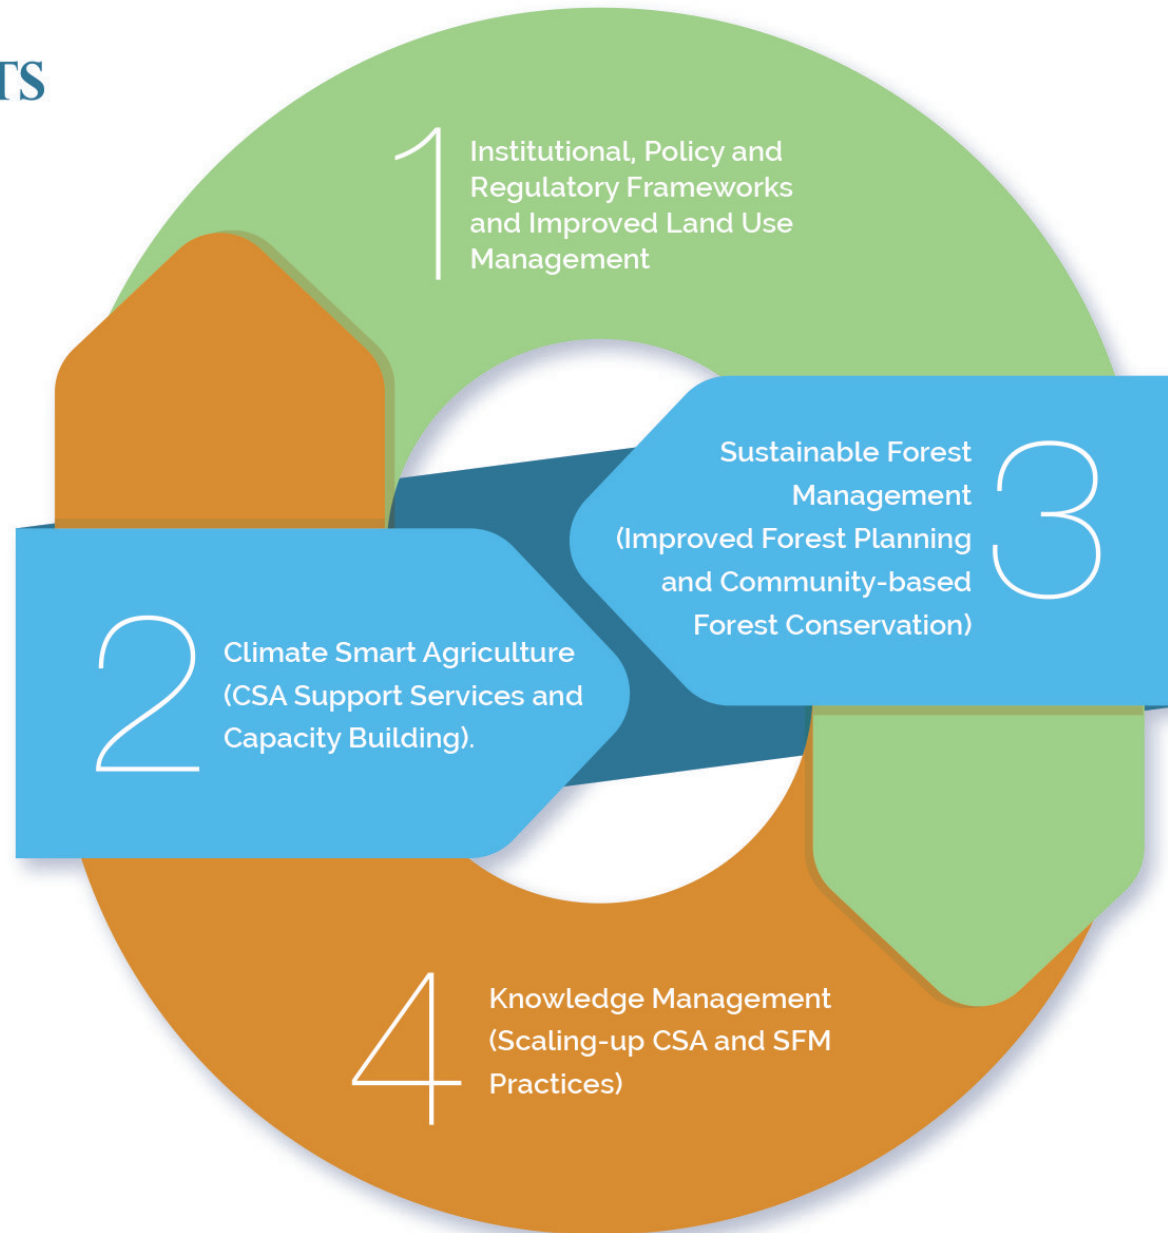 TS
1
Institutional, Policy and
Regulatory Frameworks
and Improved Land Use
Management
2
Climate Smart Agriculture
(CSA Support Services and
Capacity Building).
3
Sustainable Forest
Management
(Improved Forest Planning
and Community-based
Forest Conservation)
4
Knowledge Management
(Scaling-up CSA and SFM
Practices)